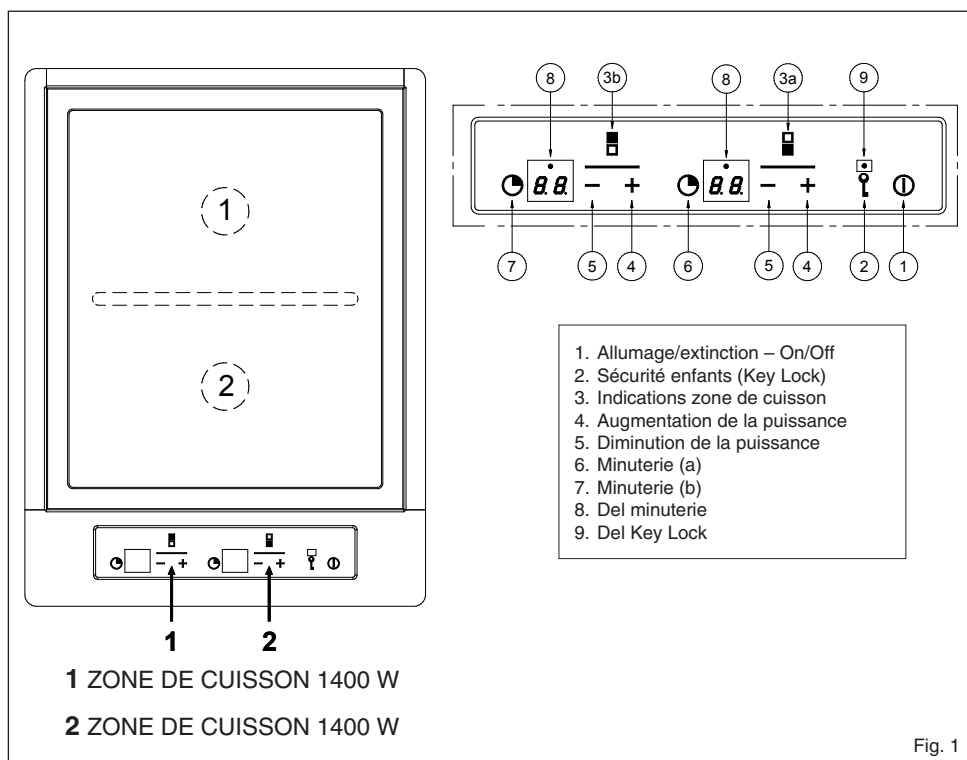 8 3b 8 3a 9
8.8. 8.8.
7 5 4 6 5 4 2 1
1
2
1. Allumage/extinction – On/Off
2. Sécurité enfants (Key Lock)
3. Indications zone de cuisson
4. Augmentation de la puissance
5. Diminution de la puissance
6. Minuterie (a)
7. Minuterie (b)
8. Del minuterie
9. Del Key Lock
1 2
1 ZONE DE CUISSON 1400 W
2 ZONE DE CUISSON 1400 W
Fig. 1